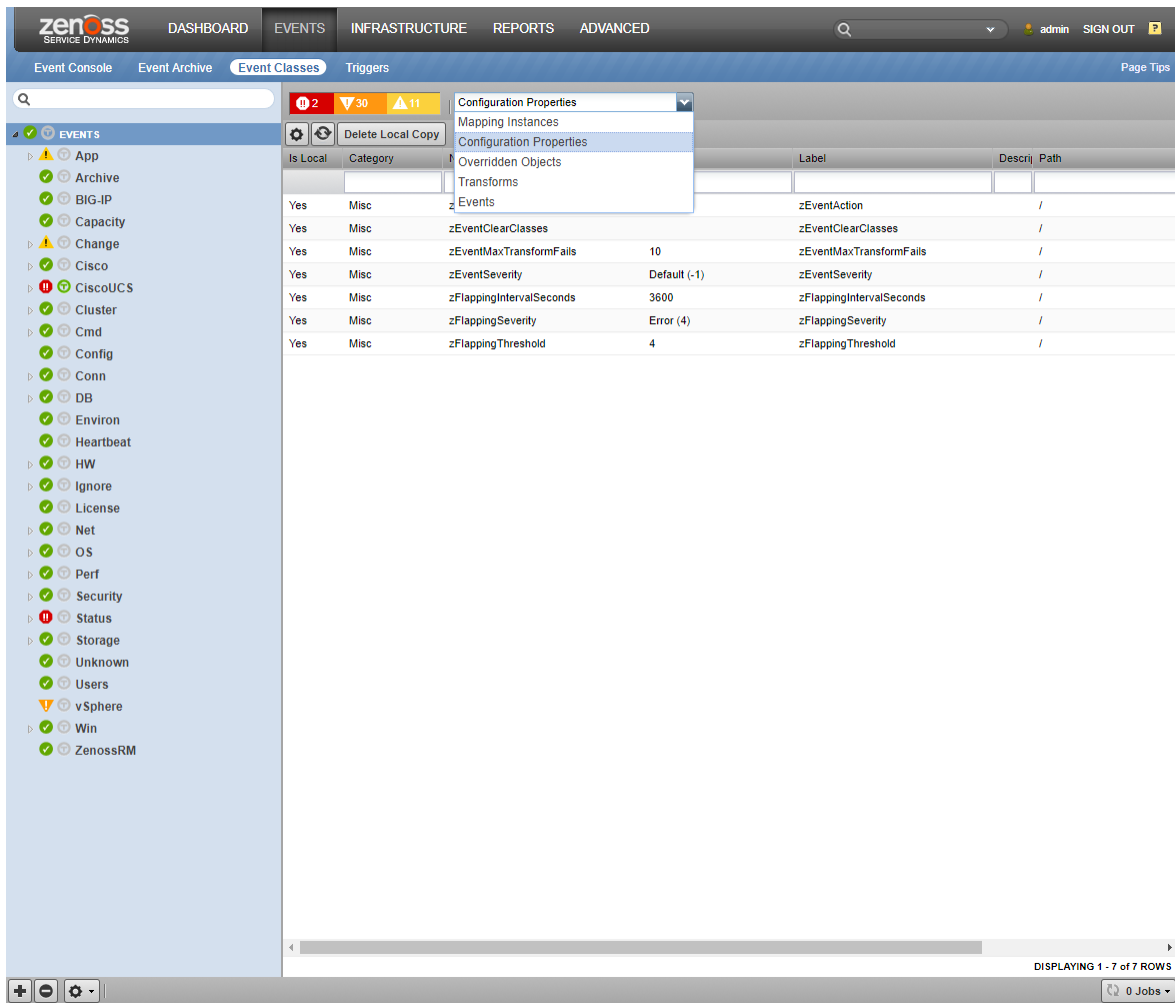 zenoss
SERVICE DYNAMICS
DASHBOARD EVENTS INFRASTRUCTURE REPORTS ADVANCED
admin SIGN OUT ?
Event Console Event Archive Event Classes Triggers Page Tips
2 30 11
Configuration Properties
Mapping Instances
Configuration Properties
Overridden Objects
Transforms
Events
EVENTS
App
Archive
BIG-IP
Capacity
Change
Cisco
CiscoUCS
Cluster
Cmd
Config
Conn
DB
Environ
Heartbeat
HW
Ignore
License
Net
OS
Perf
Security
Status
Storage
Unknown
Users
vSphere
Win
ZenossRM
Delete Local Copy
Is Local Category Label Descrip Path
Yes Misc zEventAction /
Yes Misc zEventClearClasses zEventClearClasses /
Yes Misc zEventMaxTransformFails 10 zEventMaxTransformFails /
Yes Misc zEventSeverity Default (-1) zEventSeverity /
Yes Misc zFlappingIntervalSeconds 3600 zFlappingIntervalSeconds /
Yes Misc zFlappingSeverity Error (4) zFlappingSeverity /
Yes Misc zFlappingThreshold 4 zFlappingThreshold /
DISPLAYING 1 - 7 of 7 ROWS
0 Jobs